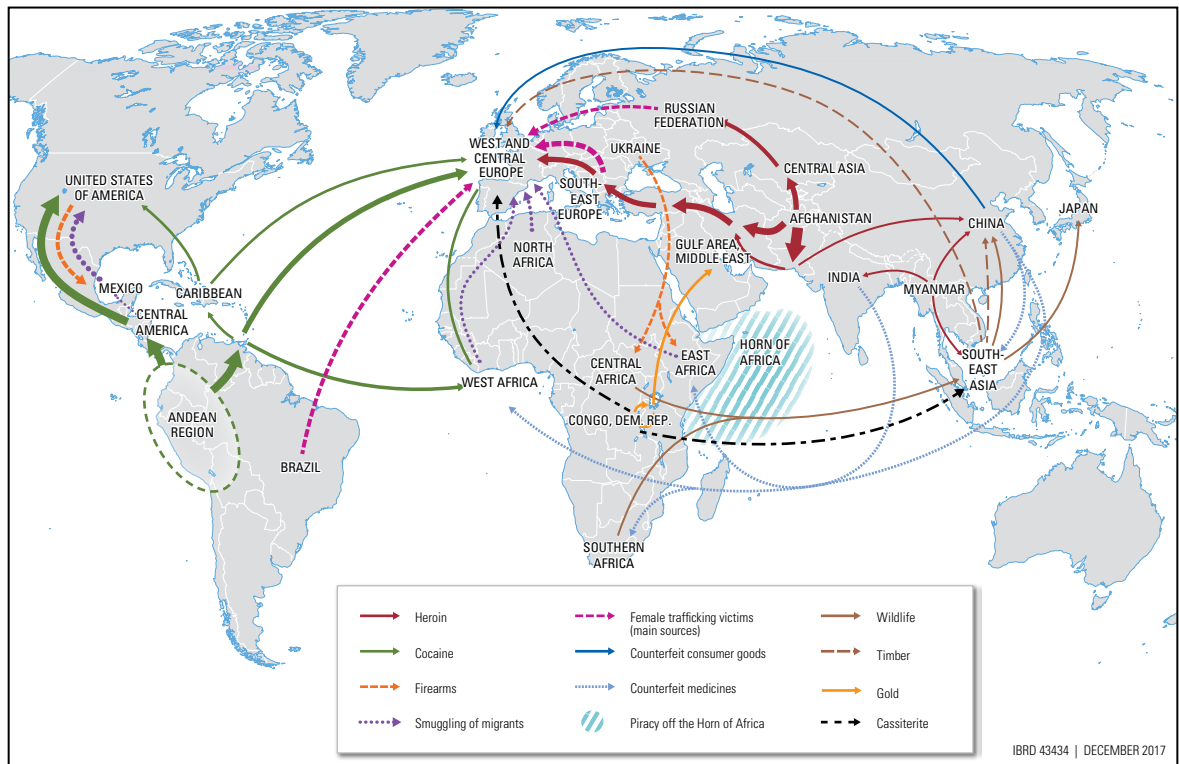 RUSSIAN
FEDERATION
WEST AND
CENTRAL
EUROPE
UKRAINE
CENTRAL ASIA
UNITED STATES
OF AMERICA
SOUTH-
EAST
EUROPE
AFGHANISTAN
CHINA
JAPAN
NORTH
AFRICA
GULF AREA,
MIDDLE EAST
INDIA
MYANMAR
MEXICO
CARIBBEAN
CENTRAL
AMERICA
HORN OF
AFRICA
CENTRAL
AFRICA
EAST
AFRICA
SOUTH-
EAST
ASIA
WEST AFRICA
ANDEAN
REGION
CONGO, DEM. REP.
BRAZIL
SOUTHERN
AFRICA
Heroin
Cocaine
Firearms
Smuggling of migrants
Female trafficking victims
(main sources)
Counterfeit consumer goods
Counterfeit medicines
Piracy off the Horn of Africa
Wildlife
Timber
Gold
Cassiterite
IBRD 43434 | DECEMBER 2017